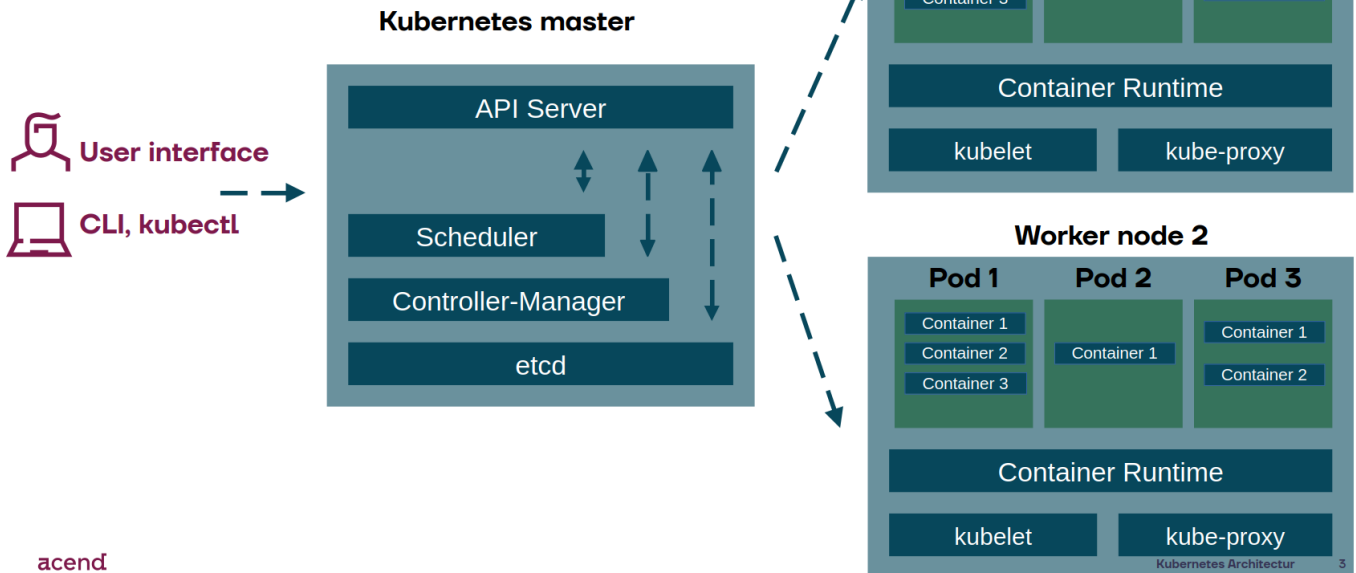 Kubernetes master
API Server
Scheduler
Controller-Manager
etcd
User interface
CLI, kubectl
Container 3
Container Runtime
kubelet
kube-proxy
Worker node 2
Pod 1
Pod 2
Pod 3
Container 1
Container 2
Container 3
Container 1
Container 1
Container 2
Container Runtime
kubelet
kube-proxy
acend
Kubernetes Architectur
3